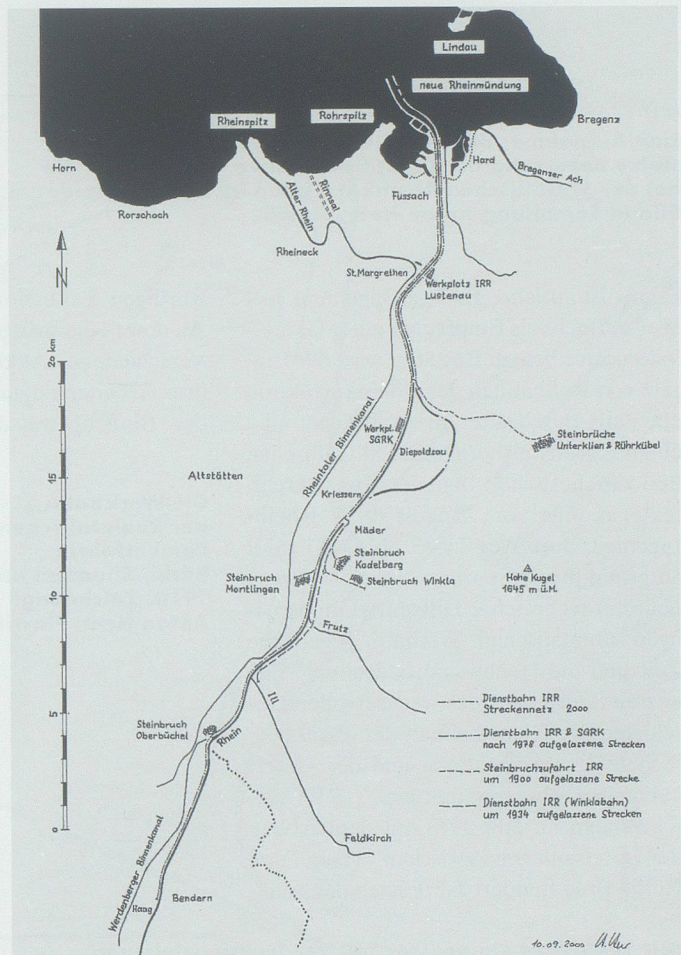 Lindau
neue Rheinmündung
Rheinspitz
Rohrspitz
Bregenz
Horn
Rorschach
Alter Rhein
Rinnsal
Rheineck
Fussach
Hard
Bregenzer Ach
St. Margrethen
Werkplatz IRR
Lustenau
N
20 km
15
10
5
0
Rheintaler Binnenkanal
Werkpl.
SGRK
Diepoldsau
Steinbrüche
Unterklien & Rührkübel
Altstätten
Kriessern
Mäder
Steinbruch
Kadelberg
Steinbruch
Montlingen
Steinbruch Winkla
Hohe Kugel
1645 m ü.M.
Frutz
Ill
Steinbruch
Oberbüchel
Rhein
Feldkirch
Werdenberger Binnenkanal
Haag
Bendern
Dienstbahn IRR
Streckennetz 2000
Dienstbahn IRR & SGRK
nach 1978 aufgelassene Strecken
Steinbruchzufahrt IRR
um 1900 aufgelassene Strecke
Dienstbahn IRR (Winklabahn)
um 1934 aufgelassene Strecken
10.09.2000